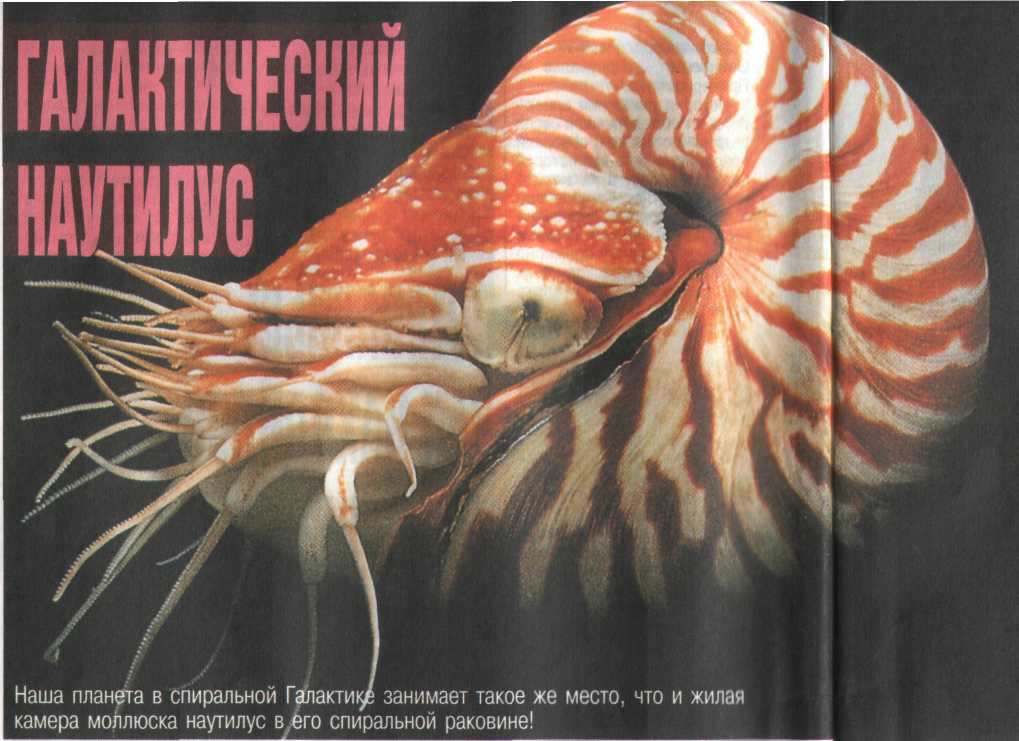 ГАЛАКТИЧЕСКИЙ
НАУТИЛУС
Наша планета в спиральной Галактике занимает такое же место, что и жилая
камера моллюска наутилус в его спиральной раковине!